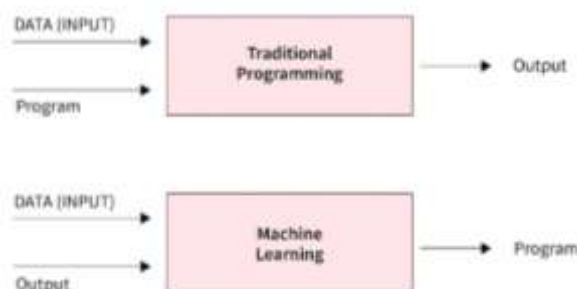 DATA (INPUT)
Traditional
Programming
Output
Program
DATA (INPUT)
Machine
Learning
Program
Output